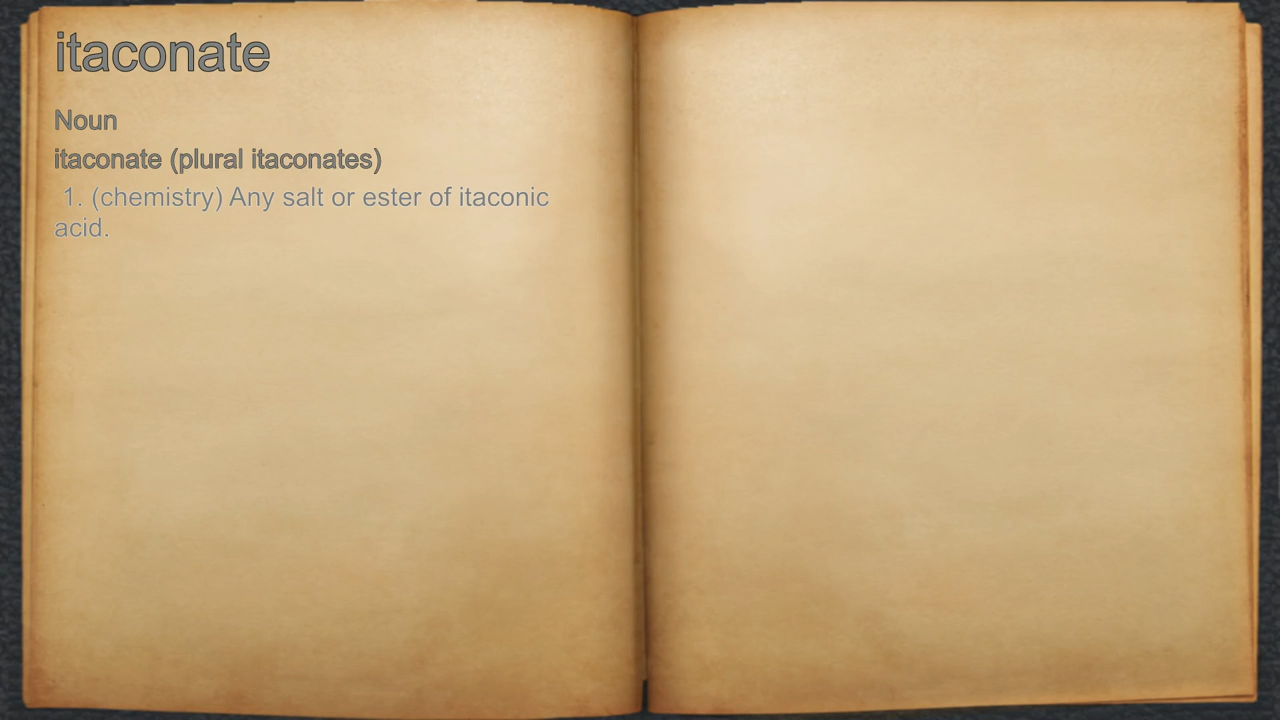 itaconate
Noun
itaconate (plural itaconates)
1. (chemistry) Any salt or ester of itaconic
acid.